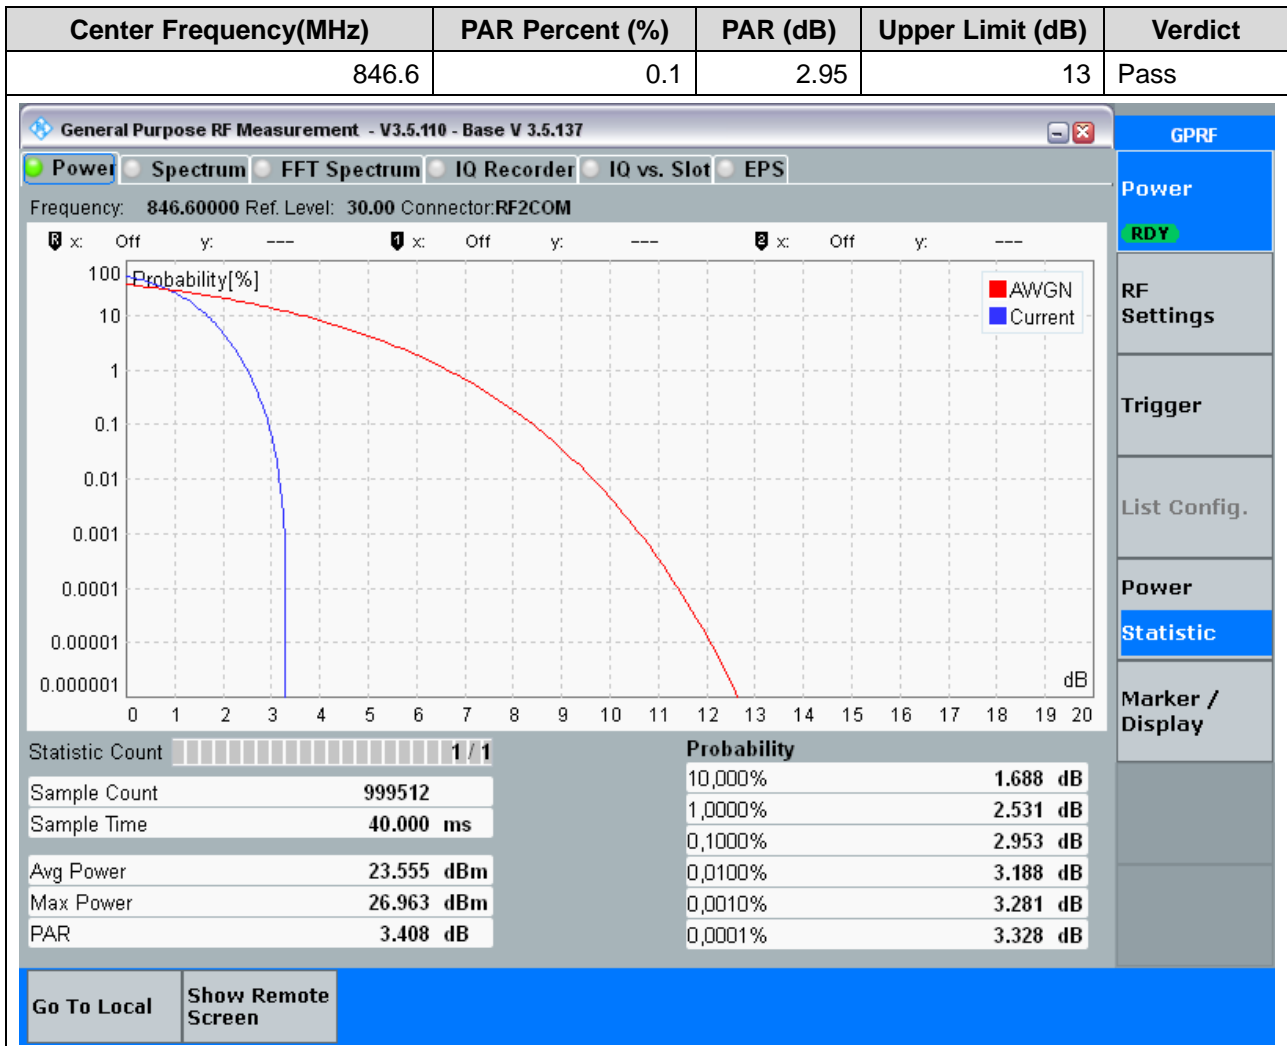 Center Frequency(MHz) PAR Percent (%) PAR (dB) Upper Limit (dB) Verdict
846.6 0.1 2.95 13 Pass
General Purpose RF Measurement - V3.5.110 - Base V 3.5.137
GPRF
Power Spectrum FFT Spectrum IQ Recorder IQ vs. Slot EPS
Frequency: 846.60000 Ref. Level: 30.00 Connector:RF2COM
R x: Off y: --- 1 x: Off y: --- 2 x: Off y: ---
Probability[%]
AWGN
Current
100
10
1
0.1
0.01
0.001
0.0001
0.00001
0.000001
dB
0 1 2 3 4 5 6 7 8 9 10 11 12 13 14 15 16 17 18 19 20
Statistic Count 1 / 1
Sample Count 999512
Sample Time 40.000 ms
Avg Power 23.555 dBm
Max Power 26.963 dBm
PAR 3.408 dB
Probability
10,000% 1.688 dB
1,0000% 2.531 dB
0,1000% 2.953 dB
0,0100% 3.188 dB
0,0010% 3.281 dB
0,0001% 3.328 dB
Power
RDY
RF
Settings
Trigger
List Config.
Power
Statistic
Marker /
Display
Go To Local
Show Remote
Screen